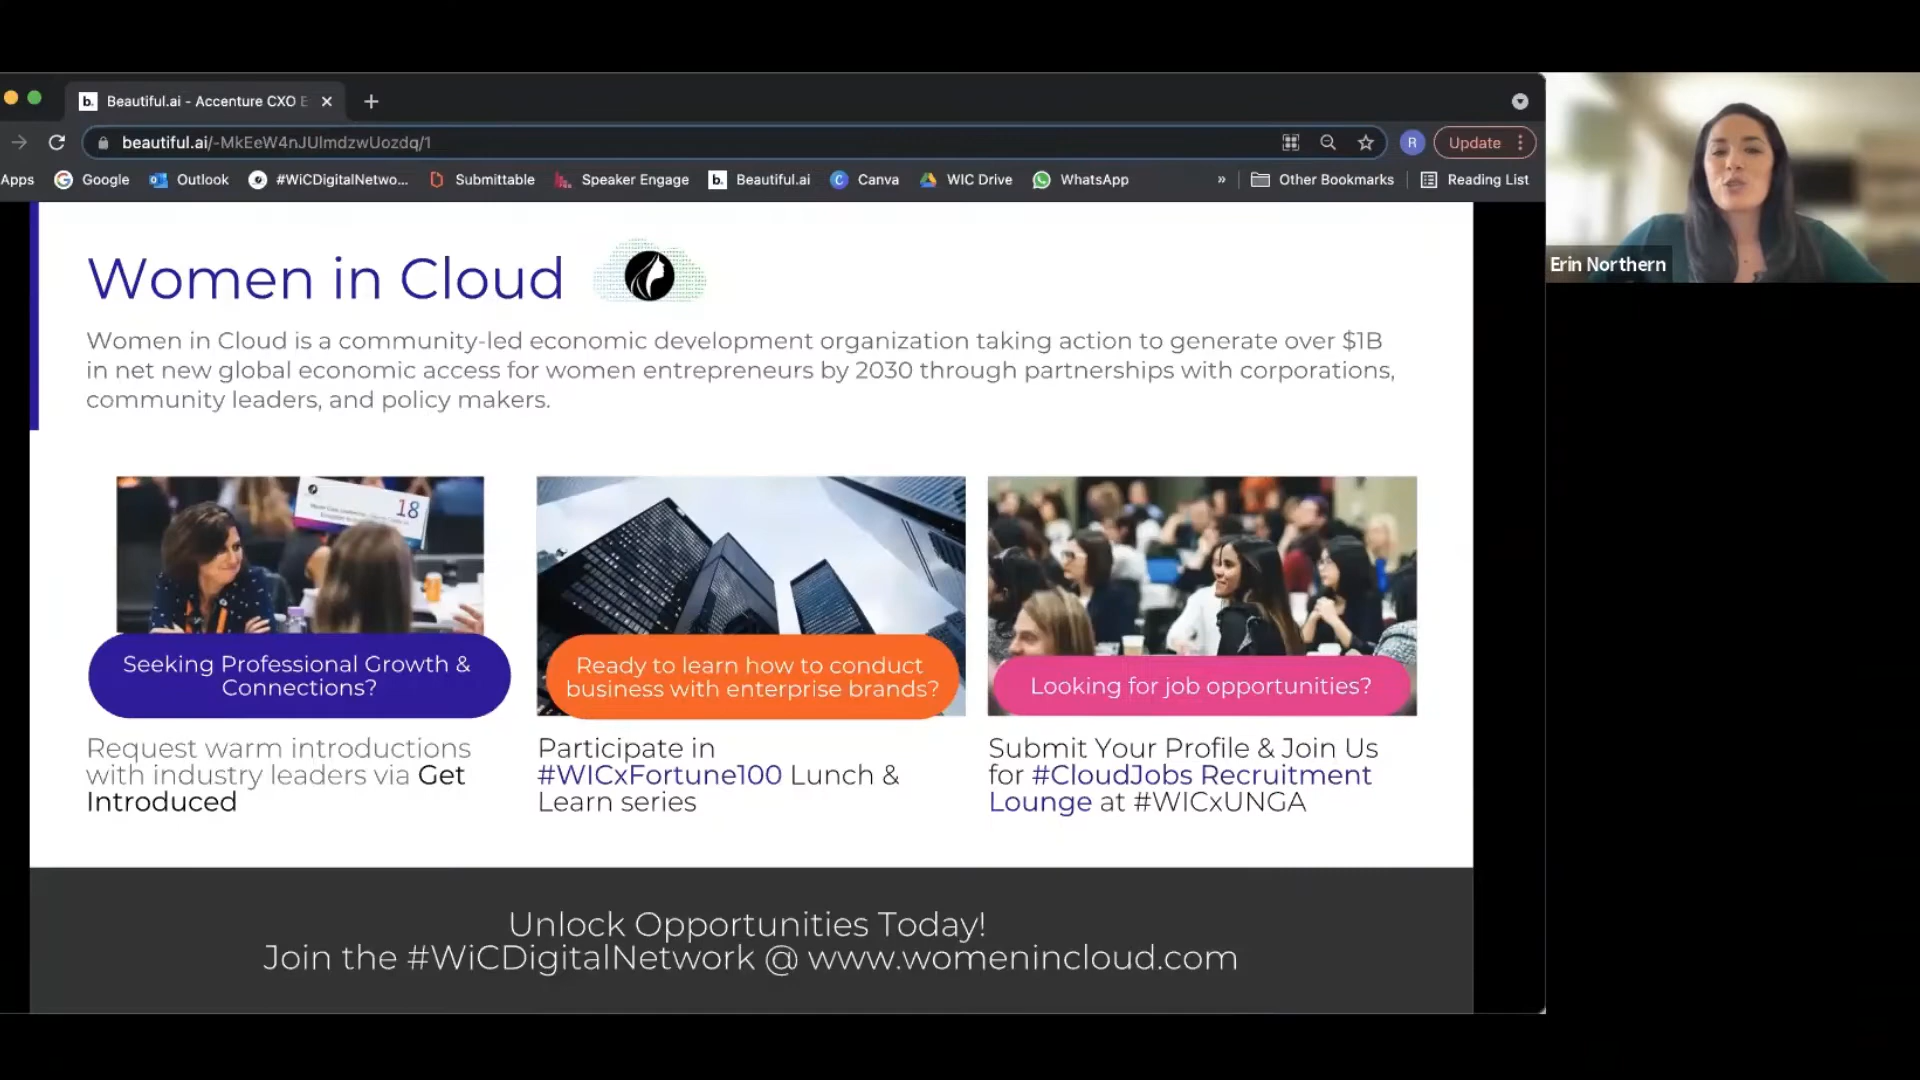 Beautiful.ai - Accenture CXO E
beautiful.ai/-MkEeW4nJUlmdzwUozdq/1
R
Update
Apps
Google
Outlook
#WiCDigitalNetwo...
Submittable
Speaker Engage
b.
Beautiful.ai
Canva
WIC Drive
WhatsApp
»
Other Bookmarks
Reading List
Erin Northern
Women in Cloud
Women in Cloud is a community-led economic development organization taking action to generate over $1B
in net new global economic access for women entrepreneurs by 2030 through partnerships with corporations,
community leaders, and policy makers.
18
Seeking Professional Growth &
Connections?
Request warm introductions
with industry leaders via Get
Introduced
Ready to learn how to conduct
business with enterprise brands?
Participate in
#WICxFortune100 Lunch &
Learn series
Looking for job opportunities?
Submit Your Profile & Join Us
for #CloudJobs Recruitment
Lounge at #WICxUNGA
Unlock Opportunities Today!
Join the #WiCDigitalNetwork @ www.womenincloud.com